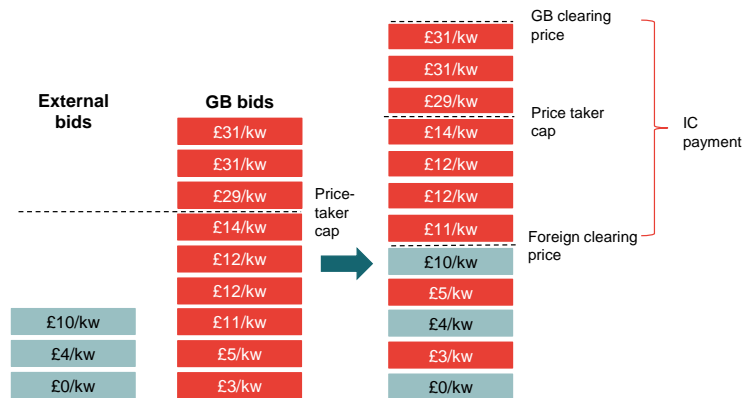 External
bids
£10/kw
£4/kw
£0/kw
GB bids
£31/kw
£31/kw
£29/kw
£14/kw
£12/kw
£12/kw
£11/kw
£5/kw
£3/kw
Price-
taker
cap
£31/kw
£31/kw
£29/kw
£14/kw
£12/kw
£12/kw
£11/kw
£10/kw
£5/kw
£4/kw
£3/kw
£0/kw
GB clearing
price
Price taker
cap
Foreign clearing
price
IC
payment